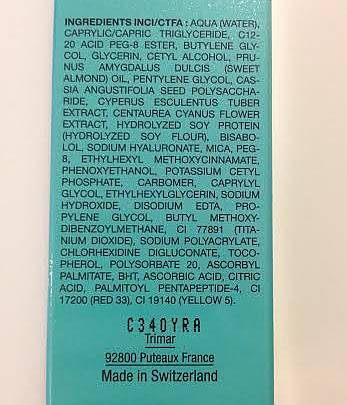 INGREDIENTS INCI/CTFA : AQUA (WATER),
CAPRYLIC/CAPRIC TRIGLYCERIDE, C12-
20 ACID PEG-8 ESTER, BUTYLENE GLY-
COL, GLYCERIN, CETYL ALCOHOL, PRU-
NUS AMYGDALUS DULCIS (SWEET
ALMOND) OIL, PENTYLENE GLYCOL, CAS-
SIA ANGUSTIFOLIA SEED POLYSACCHA-
RIDE, CYPERUS ESCULENTUS TUBER
EXTRACT, CENTAUREA CYANUS FLOWER
EXTRACT, HYDROLYZED SOY PROTEIN
(HYDROLYZED SOY FLOUR), BISABO-
LOL, SODIUM HYALURONATE, MICA, PEG-
8, ETHYLHEXYL METHOXYCINNAMATE,
PHENOXYETHANOL, POTASSIUM CETYL
PHOSPHATE, CARBOMER, CAPRYLYL
GLYCOL, ETHYLHEXYLGLYCERIN, SODIUM
HYDROXIDE, DISODIUM EDTA, PRO-
PYLENE GLYCOL, BUTYL METHOXY-
DIBENZOYLMETHANE, CI 77891 (TITA-
NIUM DIOXIDE), SODIUM POLYACRYLATE,
CHLORHEXIDINE DIGLUCONATE, TOCO-
PHEROL, POLYSORBATE 20, ASCORBYL
PALMITATE, BHT, ASCORBIC ACID, CITRIC
ACID, PALMITOYL PENTAPEPTIDE-4, CI
17200 (RED 33), CI 19140 (YELLOW 5).
C340YRA
Trimar
92800 Puteaux France
Made in Switzerland